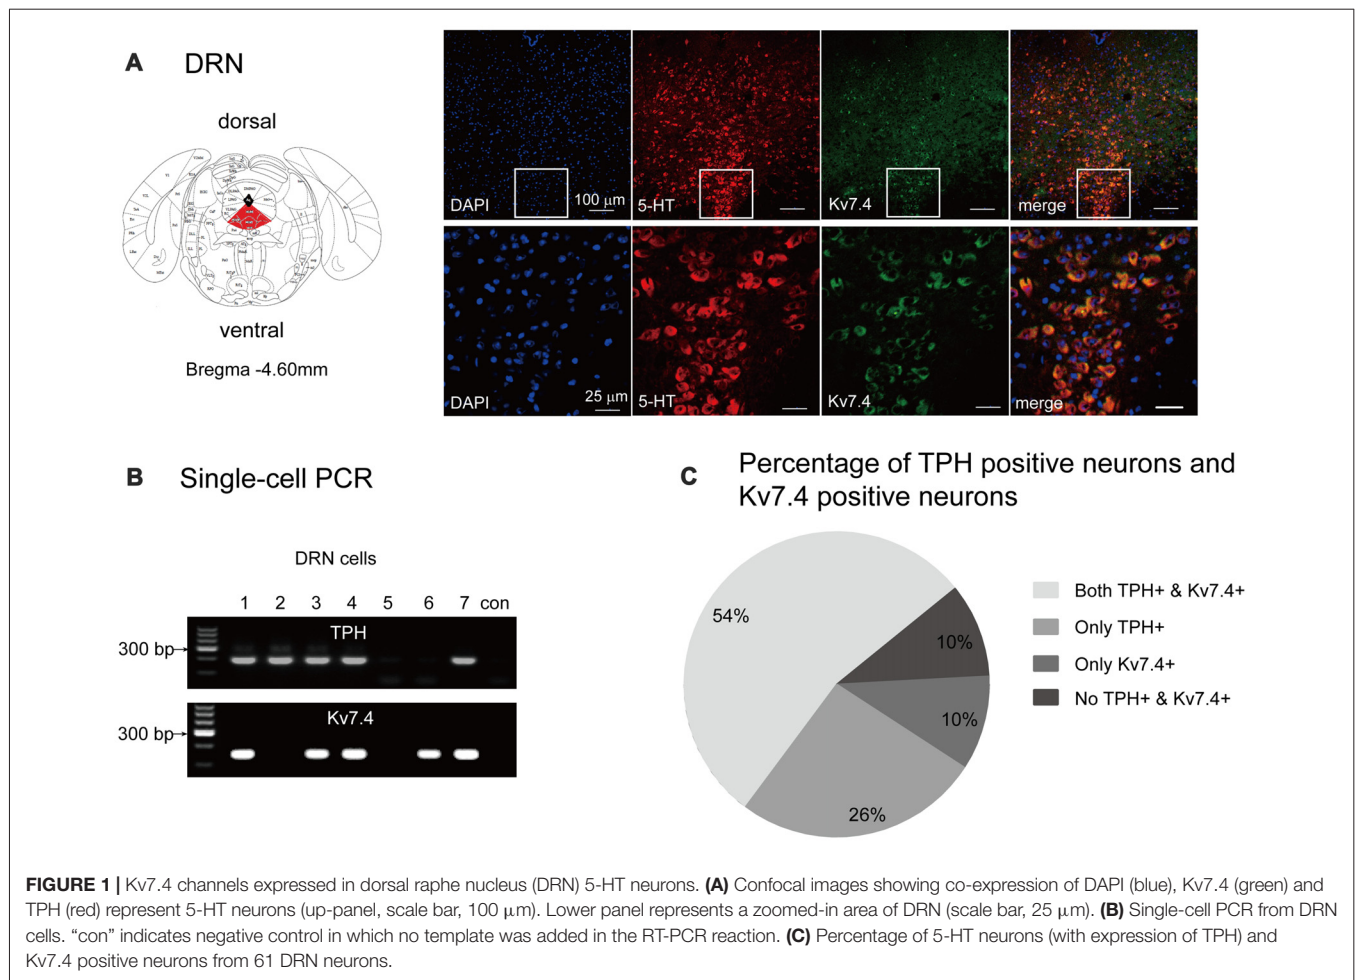 A DRN
dorsal
ventral
Bregma -4.60mm
DAPI 100 μm 5-HT Kv7.4 merge
DAPI 25 μm 5-HT Kv7.4 merge
B Single-cell PCR
DRN cells
1 2 3 4 5 6 7 con
TPH
300 bp
Kv7.4
300 bp
C Percentage of TPH positive neurons and
Kv7.4 positive neurons
54%
10%
10%
26%
Both TPH+ & Kv7.4+
Only TPH+
Only Kv7.4+
No TPH+ & Kv7.4+
FIGURE 1 | Kv7.4 channels expressed in dorsal raphe nucleus (DRN) 5-HT neurons. (A) Confocal images showing co-expression of DAPI (blue), Kv7.4 (green) and
TPH (red) represent 5-HT neurons (up-panel, scale bar, 100 μm). Lower panel represents a zoomed-in area of DRN (scale bar, 25 μm). (B) Single-cell PCR from DRN
cells. “con” indicates negative control in which no template was added in the RT-PCR reaction. (C) Percentage of 5-HT neurons (with expression of TPH) and
Kv7.4 positive neurons from 61 DRN neurons.